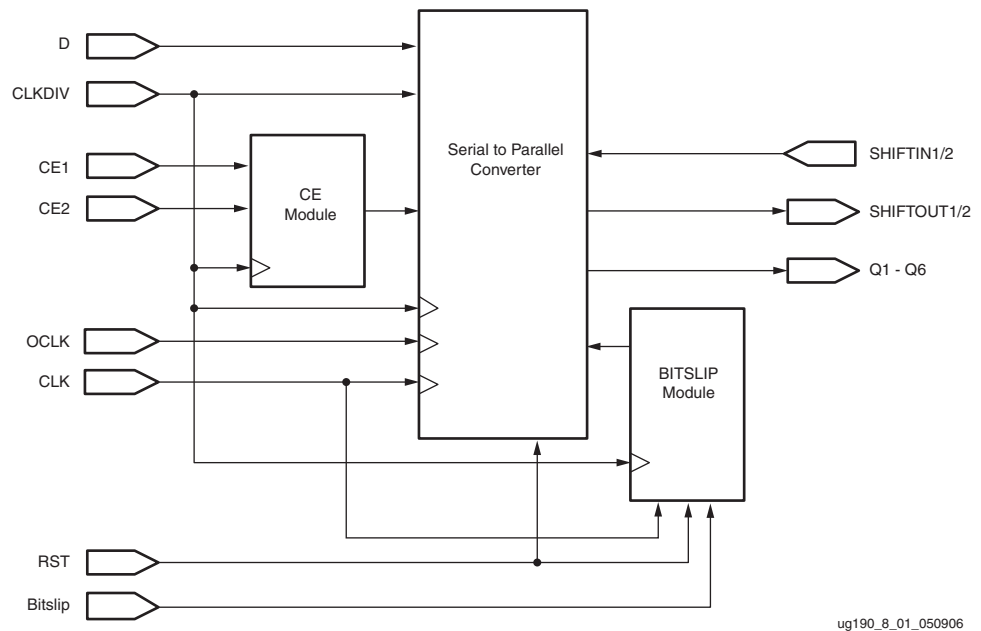 D
CLKDIV
CE1
CE2
CE
Module
Serial to Parallel
Converter
SHIFTIN1/2
SHIFTOUT1/2
Q1 - Q6
OCLK
CLK
BITSLIP
Module
RST
Bitslip
ug190_8_01_050906